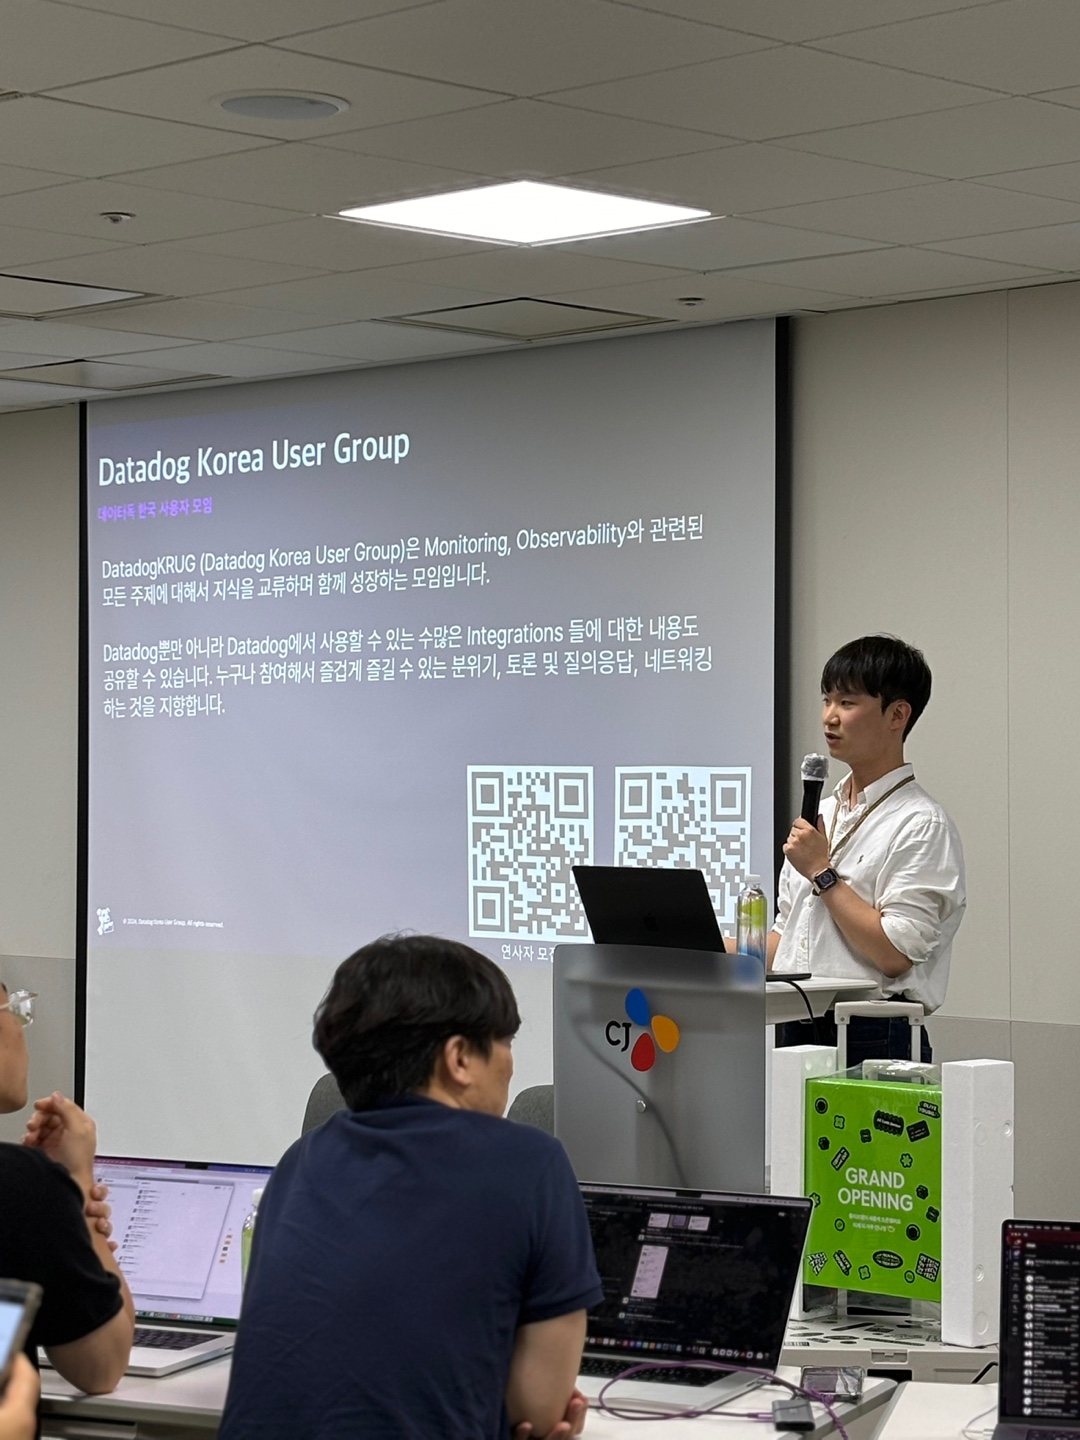 Datadog Korea User Group
데이터독 한국 사용자 모임
DatadogKRUG (Datadog Korea User Group)은 Monitoring, Observability와 관련된
모든 주제에 대해서 지식을 교류하며 함께 성장하는 모임입니다.
Datadog뿐만 아니라 Datadog에서 사용할 수 있는 수많은 Integrations 들에 대한 내용도
공유할 수 있습니다. 누구나 참여해서 즐겁게 즐길 수 있는 분위기, 토론 및 질의응답, 네트워킹
하는 것을 지향합니다.
© 2024. Datadog Korea User Group. All rights reserved.
연사자
CJ
GRAND
OPENING